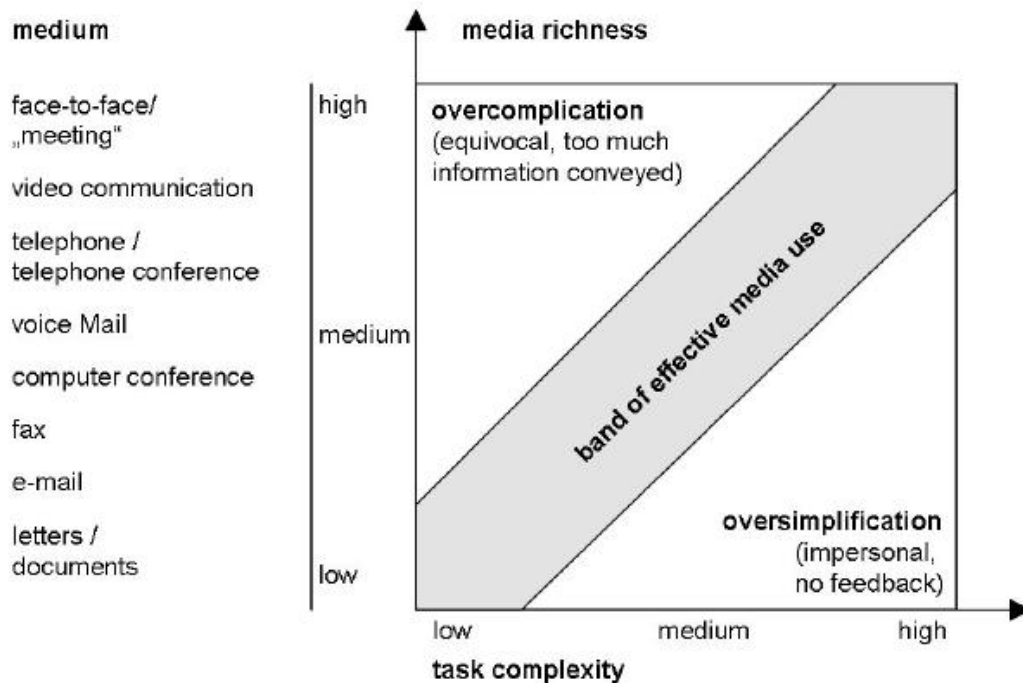 medium
media richness
face-to-face/
„meeting“
video communication
telephone /
telephone conference
voice Mail
computer conference
fax
e-mail
letters /
documents
high
medium
low
overcomplication
(equivocal, too much
information conveyed)
band of effective media use
oversimplification
(impersonal,
no feedback)
low
medium
high
task complexity